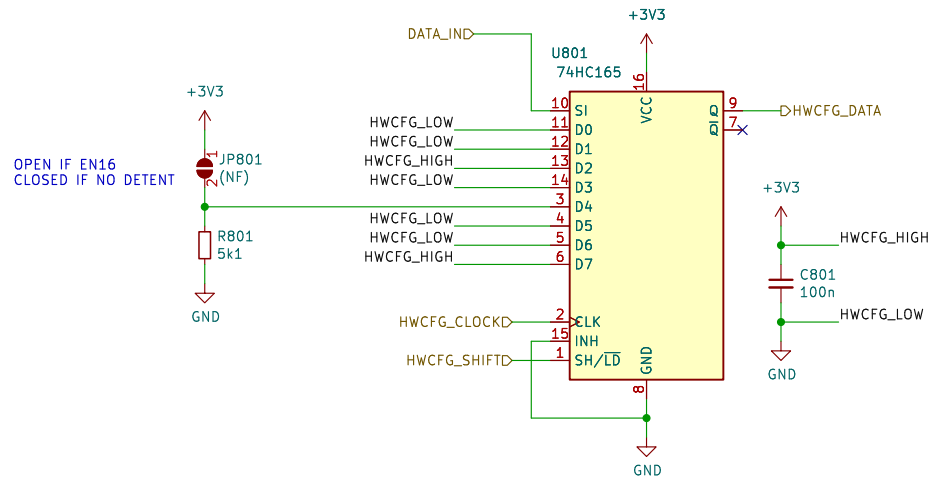 +3V3
DATA_IN
U801
74HC165
16
VCC
+3V3
10
SI
Q
9
HWCFG_DATA
HWCFG_LOW
11
D0
Q
7
HWCFG_LOW
12
D1
OPEN IF EN16
CLOSED IF NO DETENT
1
JP801
(NF)
2
HWCFG_HIGH
13
D2
HWCFG_LOW
14
D3
+3V3
3
D4
HWCFG_LOW
4
D5
R801
5k1
HWCFG_LOW
5
D6
HWCFG_HIGH
HWCFG_HIGH
6
D7
C801
100n
GND
HWCFG_CLOCK
2
CLK
HWCFG_LOW
15
INH
HWCFG_SHIFT
1
SH/LD
GND
GND
8
GND